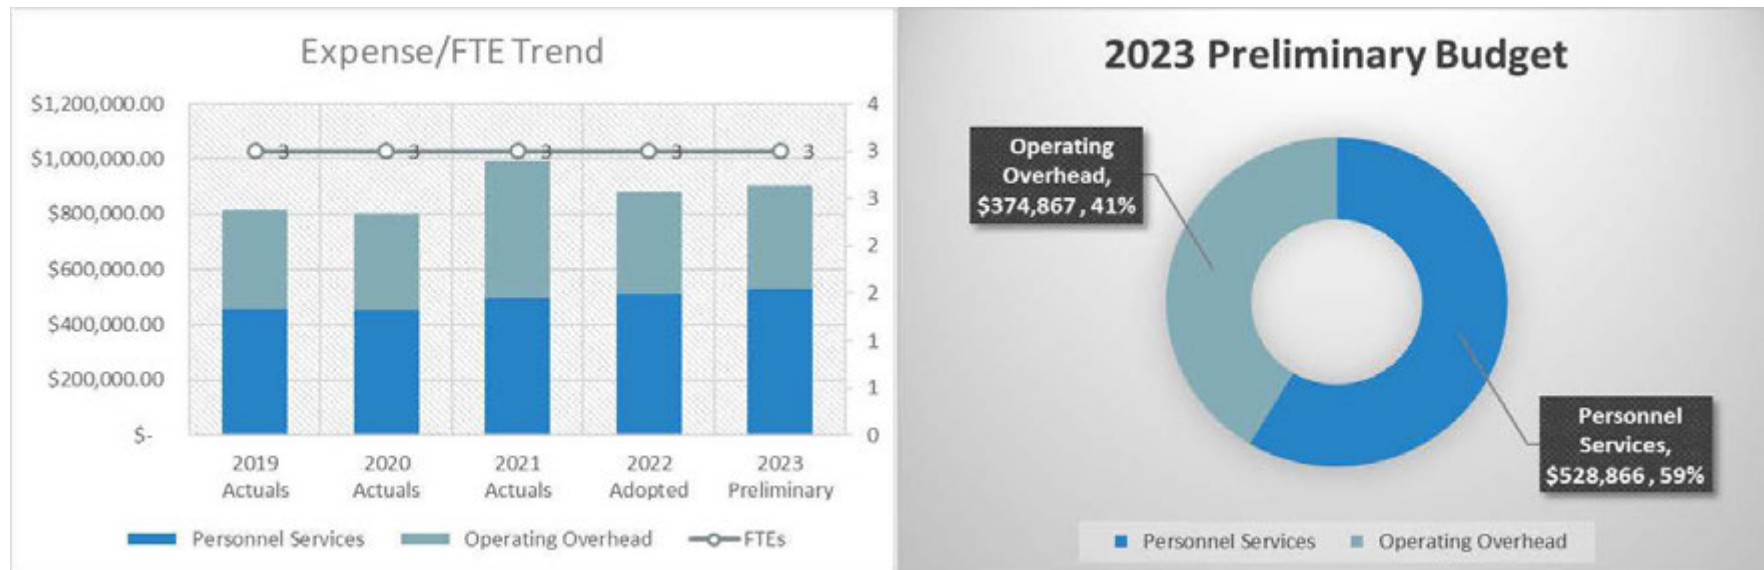 Expense/FTE Trend
$1,200,000.00
$1,000,000.00
$800,000.00
$600,000.00
$400,000.00
$200,000.00
$-
4
3
3
2
2
1
1
0
3 3 3 3 3
2019 Actuals
2020 Actuals
2021 Actuals
2022 Adopted
2023 Preliminary
Personnel Services Operating Overhead FTEs
2023 Preliminary Budget
Operating
Overhead,
$374,867 , 41%
Personnel
Services,
$528,866 , 59%
Personnel Services Operating Overhead